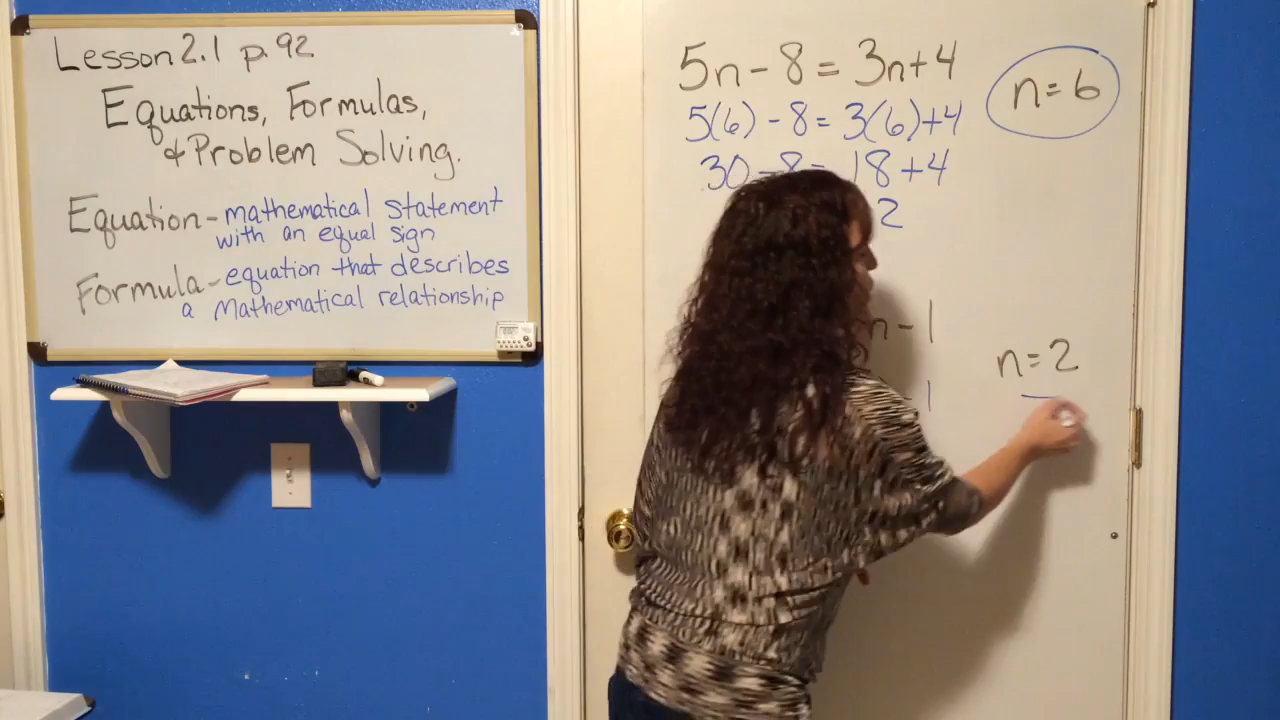 Lesson 2.1 p.92
Equations, Formulas,
& Problem Solving.
Equation - mathematical statement
with an equal sign
Formula - equation that describes
a mathematical relationship
5n - 8 = 3n + 4
n = 6
5(6) - 8 = 3(6) + 4
30 - 8 = 18 + 4
2
n - 1
n = 2
1